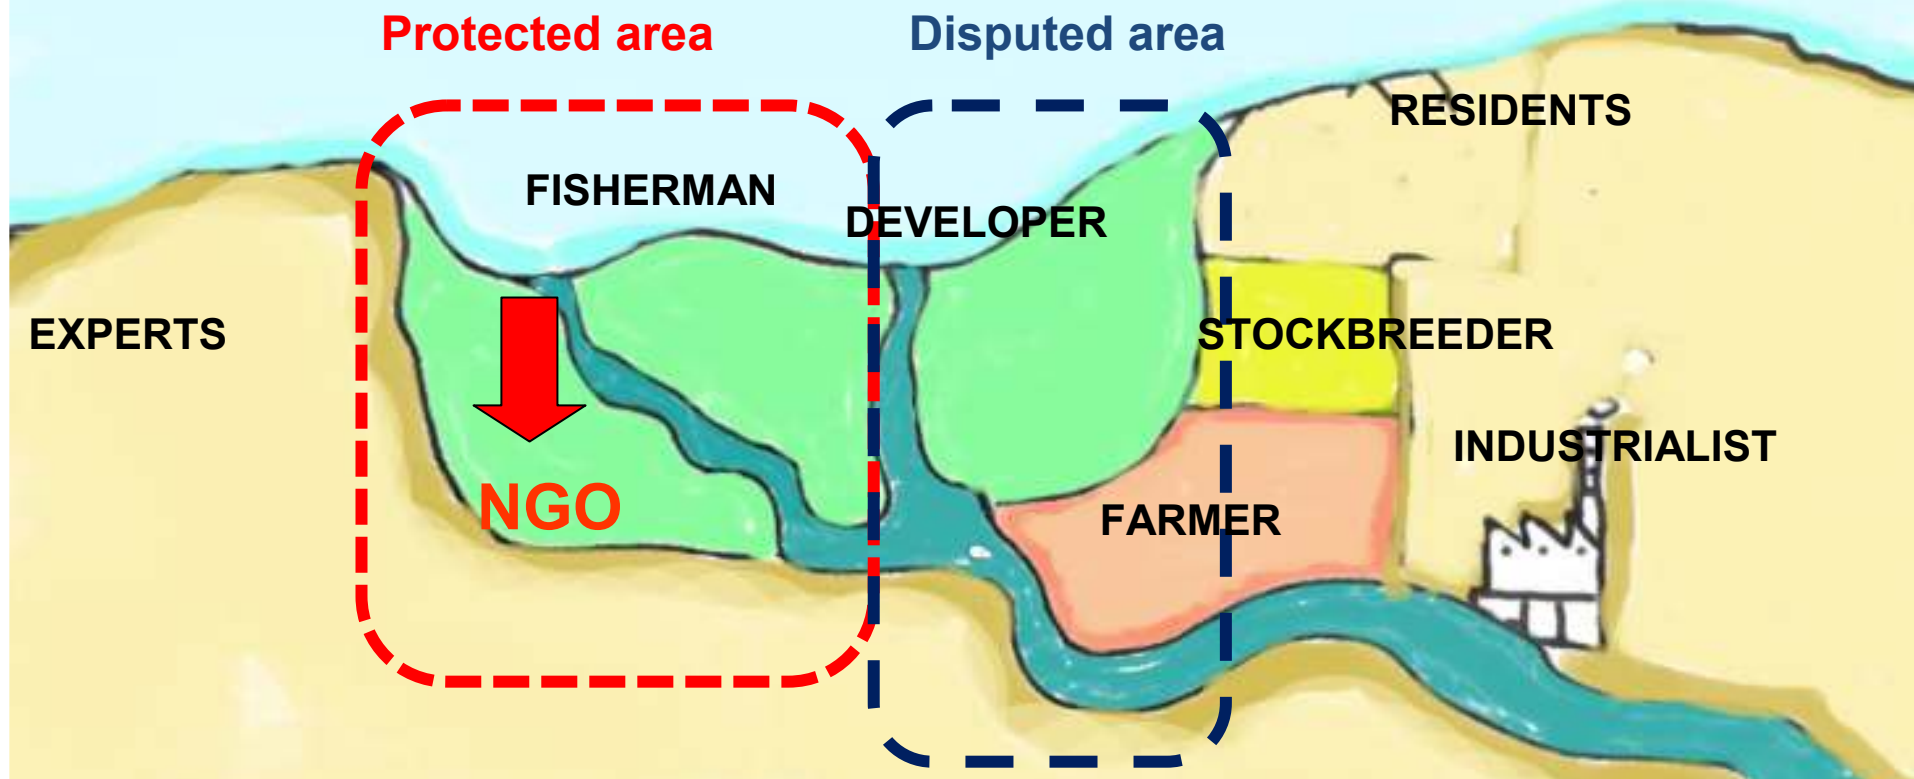 Protected area
Disputed area
RESIDENTS
FISHERMAN
DEVELOPER
EXPERTS
STOCKBREEDER
INDUSTRIALIST
NGO
FARMER